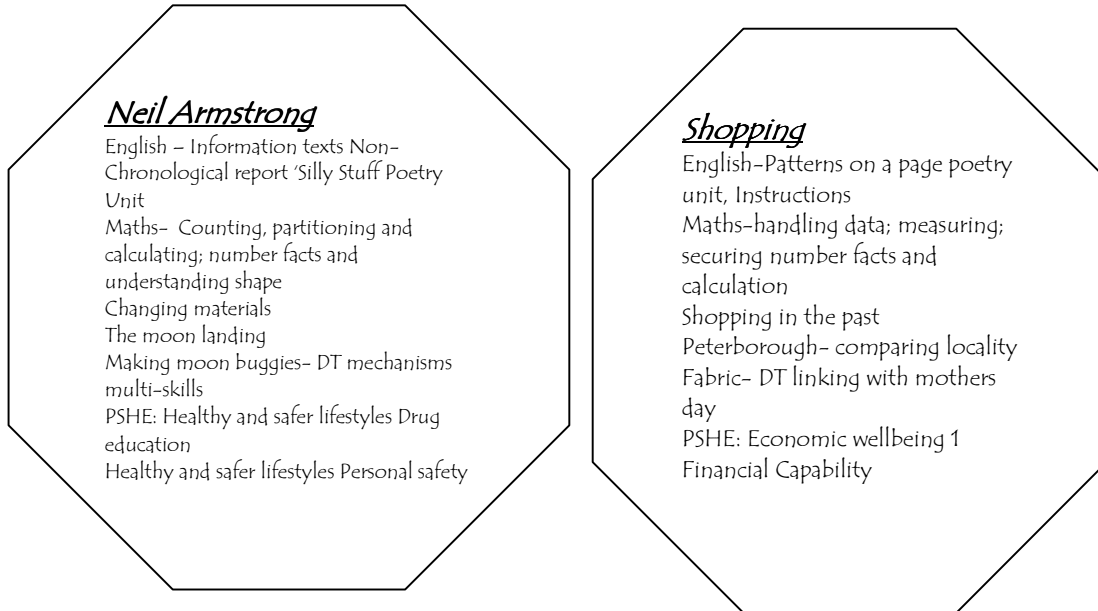 Neil Armstrong
English – Information texts Non-
Chronological report ‘Silly Stuff Poetry
Unit
Maths- Counting, partitioning and
calculating; number facts and
understanding shape
Changing materials
The moon landing
Making moon buggies- DT mechanisms
multi-skills
PSHE: Healthy and safer lifestyles Drug
education
Healthy and safer lifestyles Personal safety
Shopping
English-Patterns on a page poetry
unit, Instructions
Maths-handling data; measuring;
securing number facts and
calculation
Shopping in the past
Peterborough- comparing locality
Fabric- DT linking with mothers
day
PSHE: Economic wellbeing 1
Financial Capability